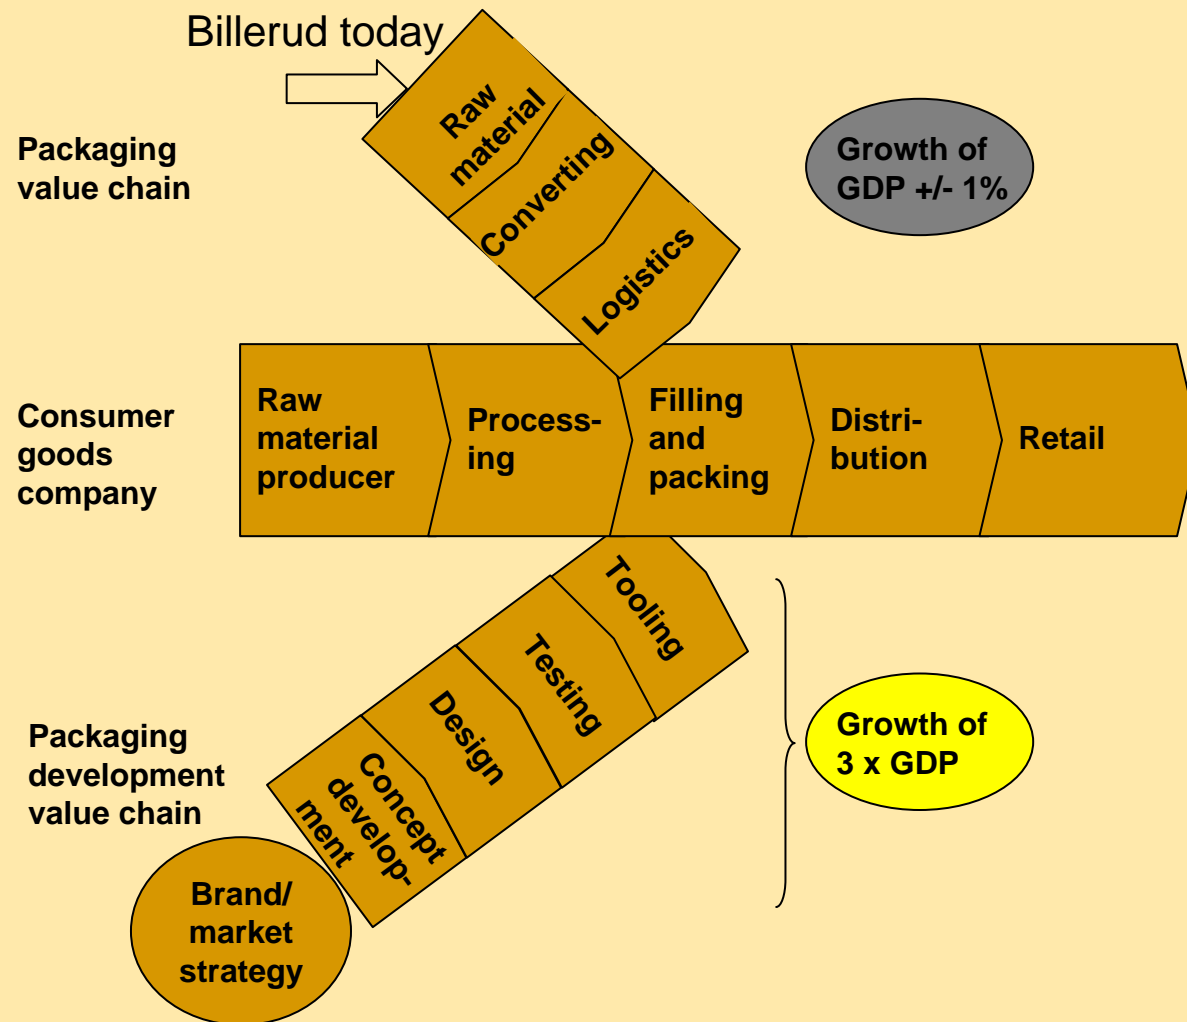 Billerud today
Packaging
value chain
Raw
material
Converting
Logistics
Growth of
GDP +/- 1%
Consumer
goods
company
Raw
material
producer
Process-
ing
Filling
and
packing
Distri-
bution
Retail
Packaging
development
value chain
Tooling
Testing
Design
Concept
develop-
ment
Brand/
market
strategy
Growth of
3 x GDP